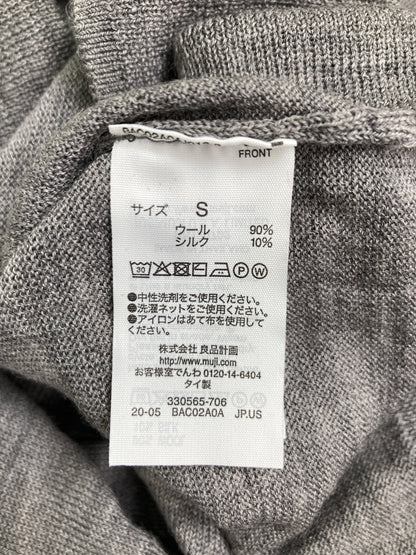 FRONT
サイズ S
ウール 90%
シルク 10%
30 P W
●中性洗剤をご使用ください。
●洗濯ネットをご使用ください。
●アイロンはあて布を使用して
ください。
株式会社 良品計画
http://www.muji.com
お客様室でんわ 0120-14-6404
タイ製
330565-706
20-05 BAC02A0A JP.US